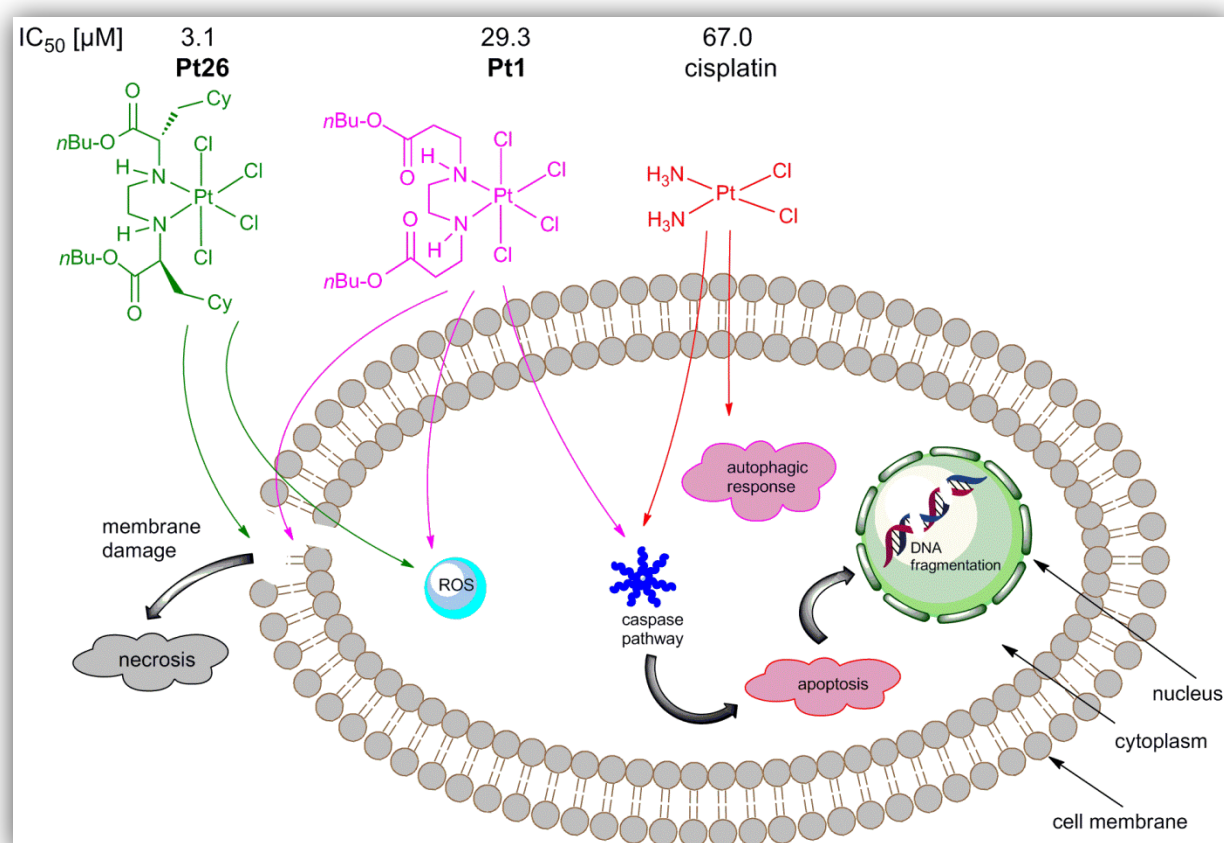 IC50 [µM] 3.1 29.3 67.0
Pt26 Pt1 cisplatin
O
Cy
nBu-O
Cl
H
N
Cl
Pt
N
Cl
H
Cl
nBu-O
O
Cy
nBu-O
O
H
N
Cl
Cl
Pt
N
Cl
H
Cl
O
nBu-O
H3N
Cl
Pt
H3N
Cl
autophagic
response
membrane
damage
DNA
fragmentation
ROS
caspase
pathway
necrosis
apoptosis
nucleus
cytoplasm
cell membrane